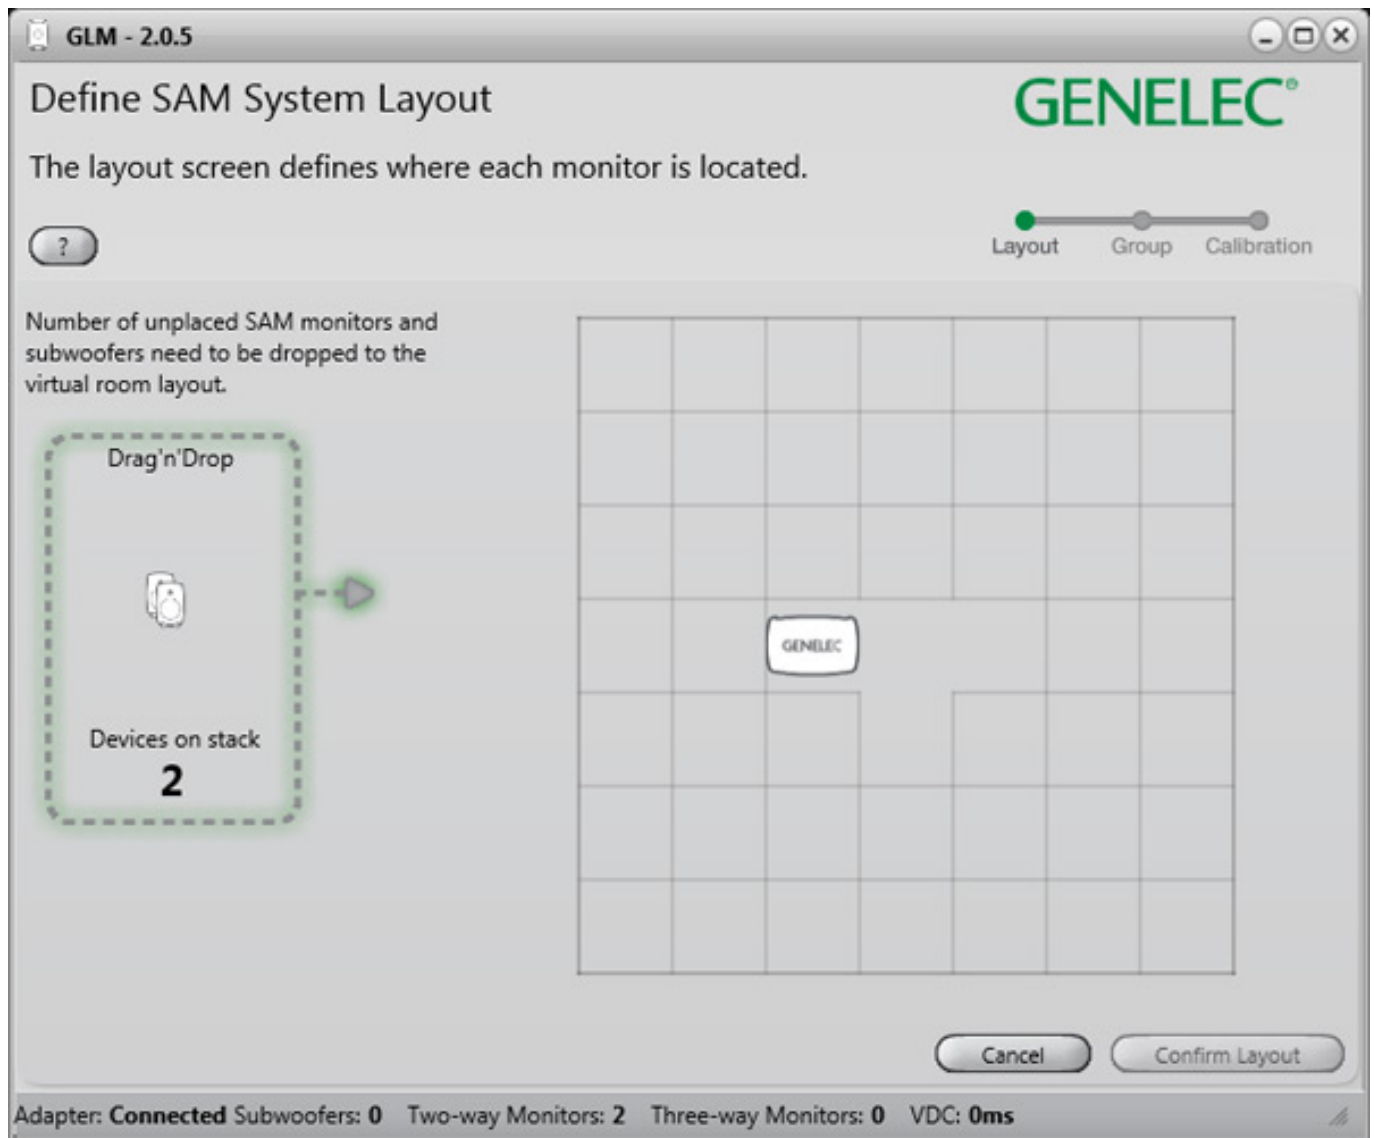 GLM - 2.0.5
Define SAM System Layout
GENELEC®
The layout screen defines where each monitor is located.
?
Layout Group Calibration
Number of unplaced SAM monitors and
subwoofers need to be dropped to the
virtual room layout.
Drag'n'Drop
GENELEC
Devices on stack
2
Cancel Confirm Layout
Adapter: Connected Subwoofers: 0 Two-way Monitors: 2 Three-way Monitors: 0 VDC: 0ms